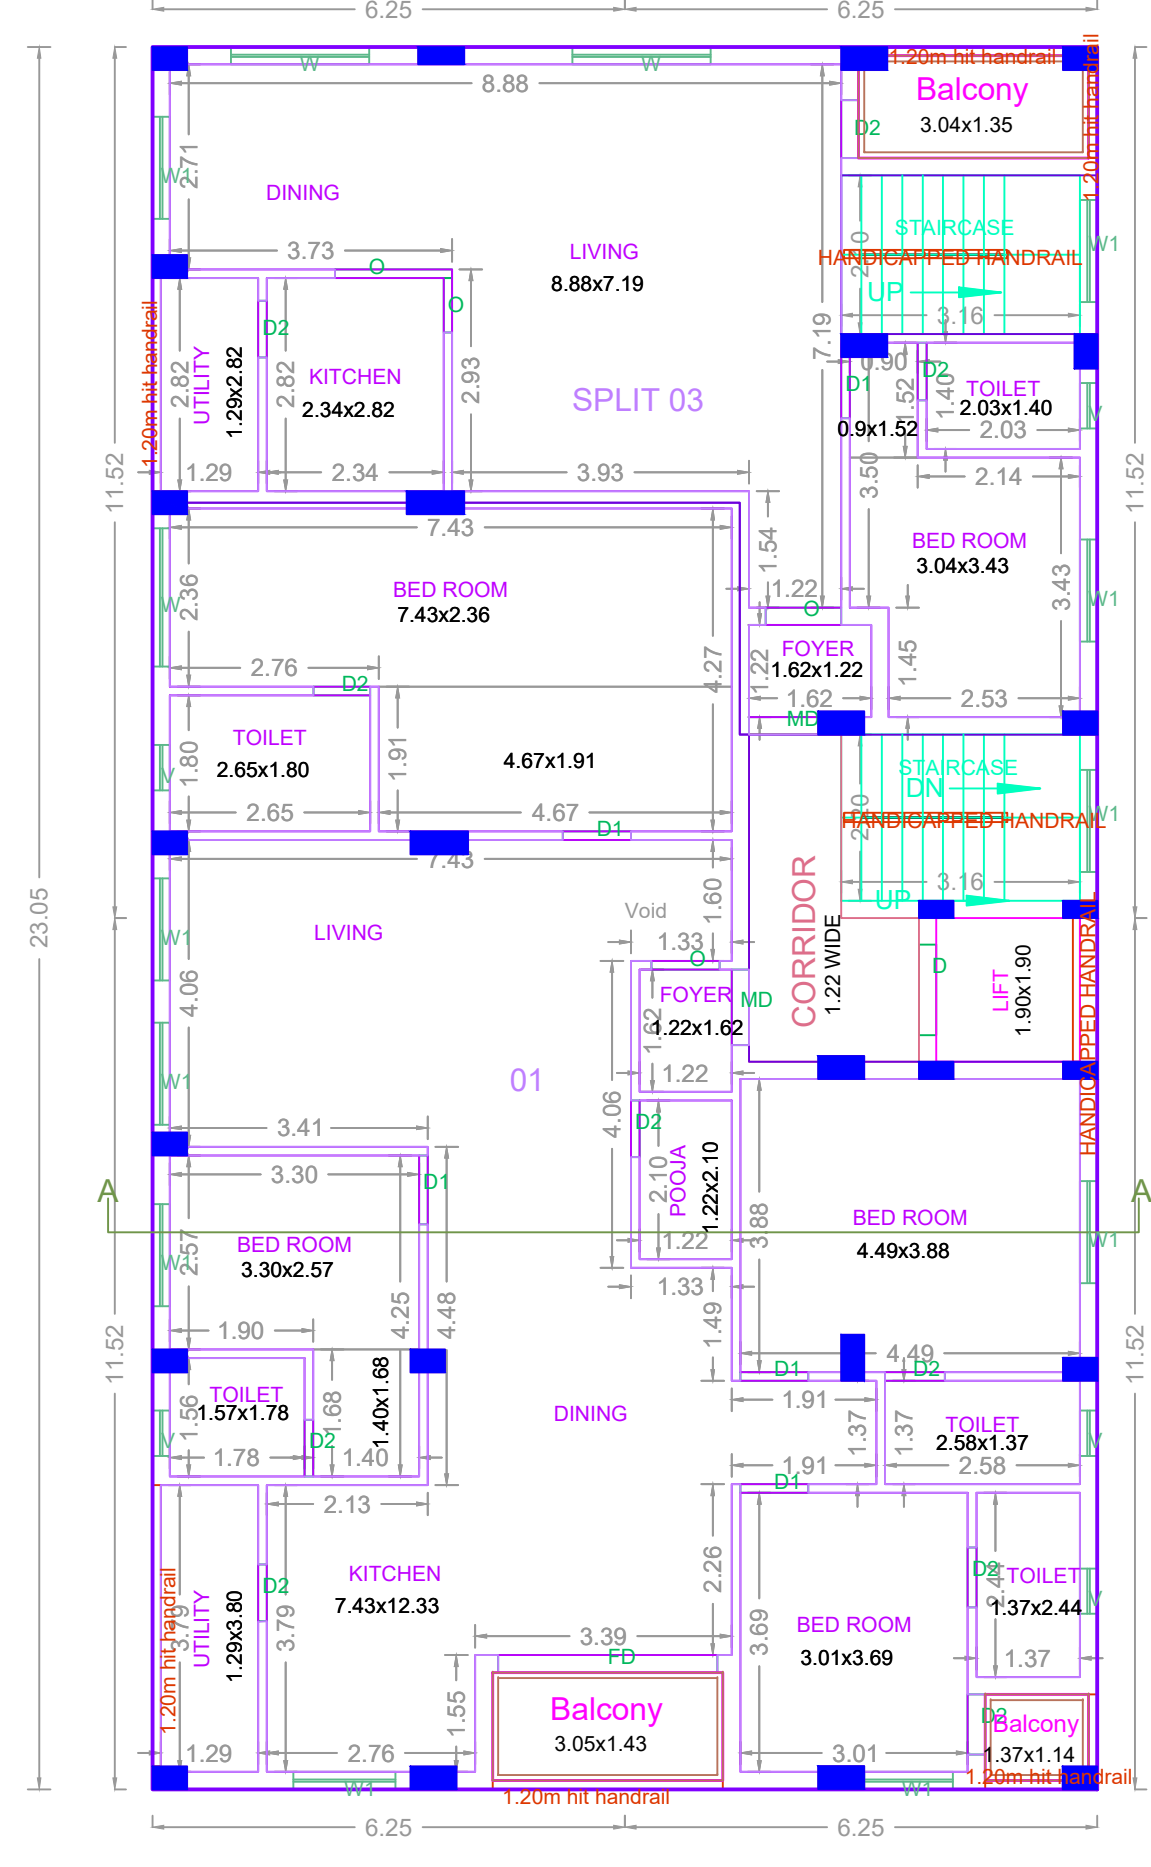 6.25
6.25
W
W
1.20m hit handrail
8.88
Balcony
3.04x1.35
1.20m hit handrail
D2
2.71
W1
DINING
STAIRCASE
W1
3.73
LIVING
HANDICAPPED HANDRAIL
O
8.88x7.19
UP
O
3.16
1.20m hit handrail
D2
7.19
0.90
D2
UTILITY
1.29x2.82
2.82
2.82
KITCHEN
2.34x2.82
2.93
SPLIT 03
D1
1.52
1.40
TOILET
2.03x1.40
V
0.9x1.52
2.03
11.52
11.52
1.29
2.34
3.93
3.50
2.14
7.43
1.54
BED ROOM
3.04x3.43
3.43
W
2.36
BED ROOM
7.43x2.36
1.22
W1
O
2.76
4.27
FOYER
1.62x1.22
1.22
1.45
D2
1.62
2.53
TOILET
2.65x1.80
1.80
V
1.91
4.67x1.91
MD
STAIRCASE
DN
2.65
4.67
D1
HANDICAPPED HANDRAIL
W1
7.43
3.16
UP
23.05
LIVING
W1
Void
1.60
1.33
O
CORRIDOR
1.22 WIDE
D
LIFT
1.90x1.90
HANDICAPPED HANDRAIL
4.06
FOYER
1.22x1.62
1.62
MD
W1
01
1.22
3.41
4.06
D2
3.30
D1
POOJA
1.22x2.10
2.10
A
A
BED ROOM
3.30x2.57
2.57
W1
1.22
3.88
BED ROOM
4.49x3.88
W1
1.33
4.25
4.48
1.90
1.49
11.52
11.52
4.49
D1
D2
TOILET
1.57x1.78
1.56
1.68
1.40x1.68
V
D2
1.78
1.40
DINING
1.91
1.37
1.37
TOILET
2.58x1.37
V
1.91
2.58
D1
2.13
1.20m hit handrail
UTILITY
1.29x3.80
3.79
D2
3.79
KITCHEN
7.43x12.33
2.26
3.69
BED ROOM
3.01x3.69
D2
TOILET
1.37x2.44
V
3.39
FD
1.37
1.55
Balcony
3.05x1.43
D2
Balcony
1.37x1.14
1.29
2.76
3.01
W1
W1
1.20m hit handrail
1.20m hit handrail
6.25
6.25